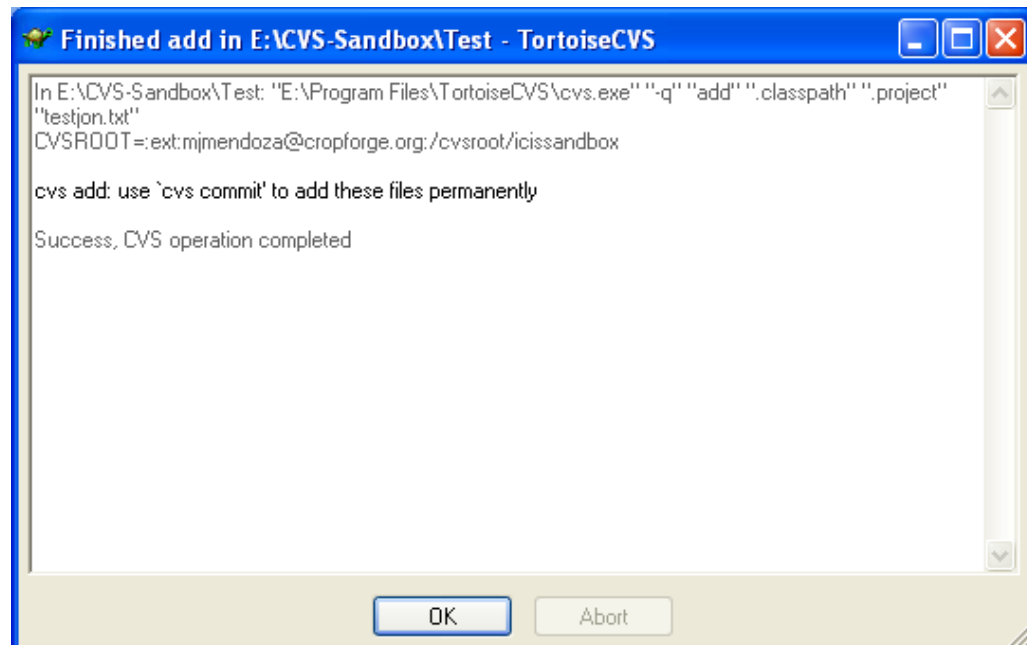 Finished add in E:\CVS-Sandbox\Test - TortoiseCVS
In E:\CVS-Sandbox\Test: "E:\Program Files\TortoiseCVS\cvs.exe" "-q" "add" ".classpath" ".project"
"testjon.txt"
CVSROOT=:ext:mjmendoza@cropforge.org:/cvsroot/icissandbox
cvs add: use `cvs commit' to add these files permanently
Success, CVS operation completed
OK
Abort